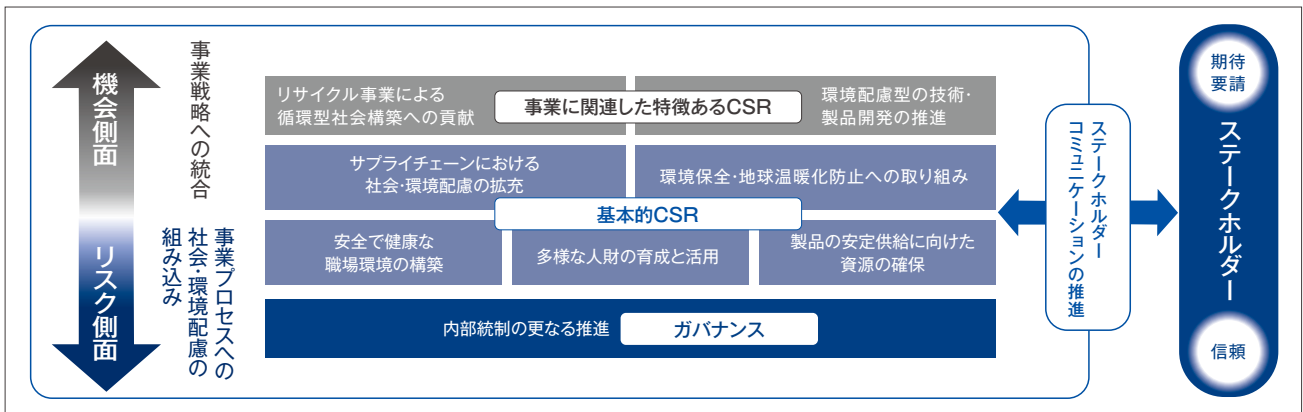 機会側面
リスク側面
事業戦略への統合
事業プロセスへの
社会・環境配慮の
組み込み
リサイクル事業による
循環型社会構築への貢献
事業に関連した特徴あるCSR
環境配慮型の技術・
製品開発の推進
サプライチェーンにおける
社会・環境配慮の拡充
環境保全・地球温暖化防止への取り組み
基本的CSR
安全で健康な
職場環境の構築
多様な人財の育成と活用
製品の安定供給に向けた
資源の確保
内部統制の更なる推進
ガバナンス
ステークホルダー
コミュニケーションの推進
期待
要請
ステークホルダー
信頼